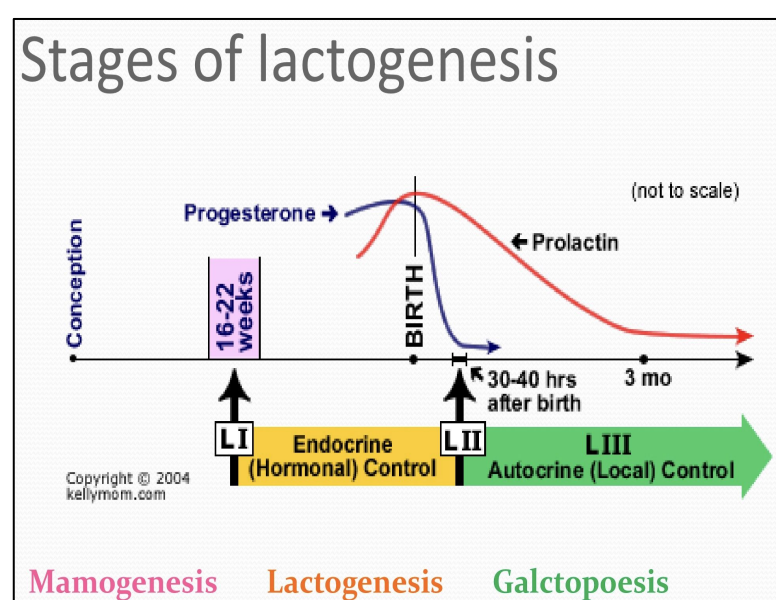 Stages of lactogenesis
(not to scale)
Progesterone →
← Prolactin
Conception
16-22
weeks
BIRTH
30-40 hrs
after birth
3 mo
LI
Endocrine
(Hormonal) Control
LII
LIII
Autocrine (Local) Control
Copyright © 2004
kellymom.com
Mamogenesis Lactogenesis Galctopoesis